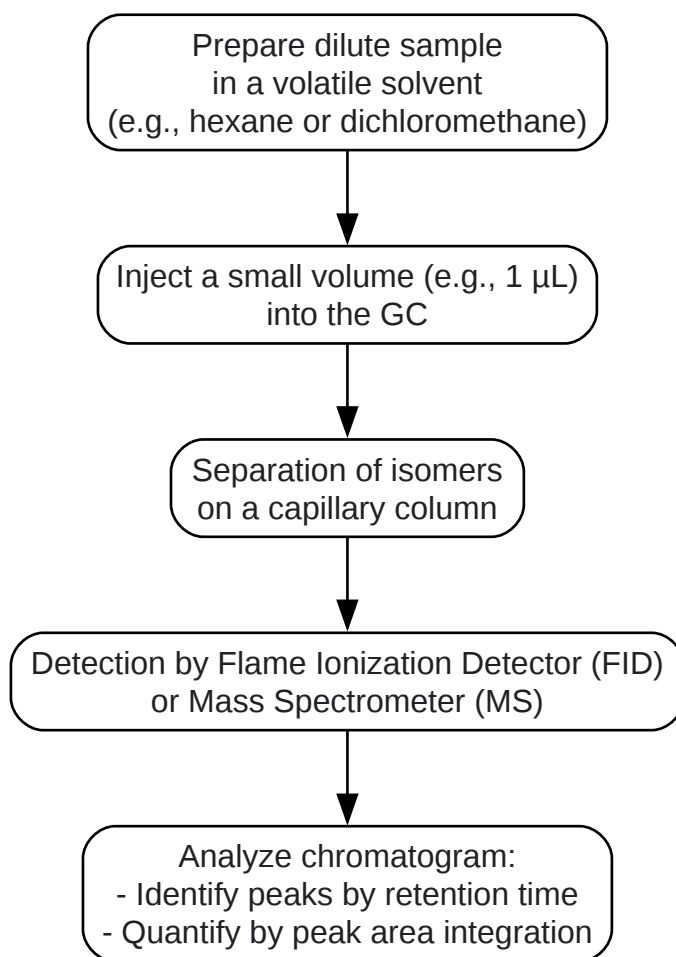 Prepare dilute sample
in a volatile solvent
(e.g., hexane or dichloromethane)
Inject a small volume (e.g., 1 µL)
into the GC
Separation of isomers
on a capillary column
Detection by Flame Ionization Detector (FID)
or Mass Spectrometer (MS)
Analyze chromatogram:
- Identify peaks by retention time
- Quantify by peak area integration